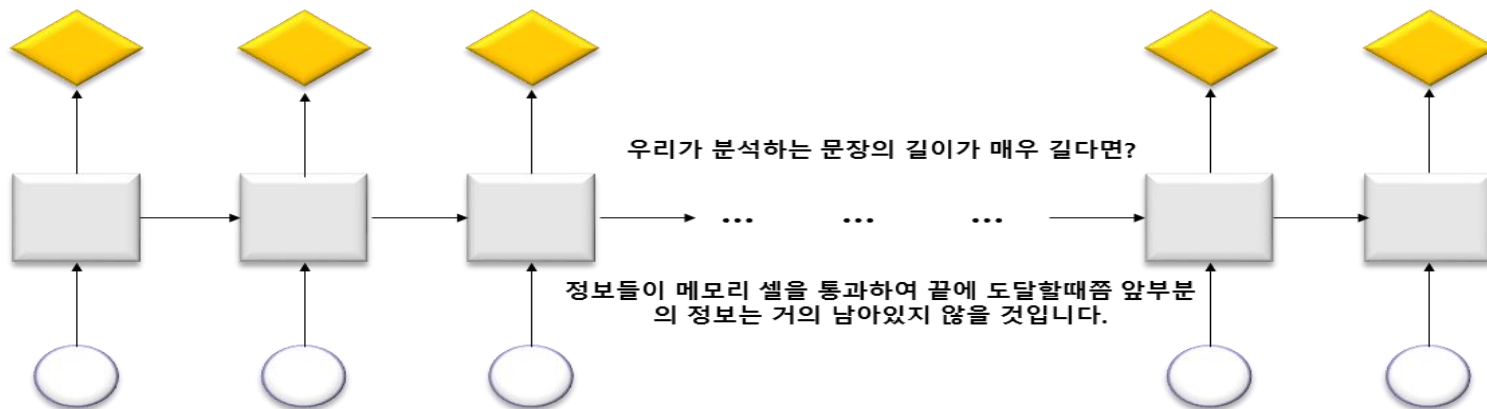 우리가 분석하는 문장의 길이가 매우 길다면?
... ... ...
정보들이 메모리 셀을 통과하여 끝에 도달할때쯤 앞부분
의 정보는 거의 남아있지 않을 것입니다.